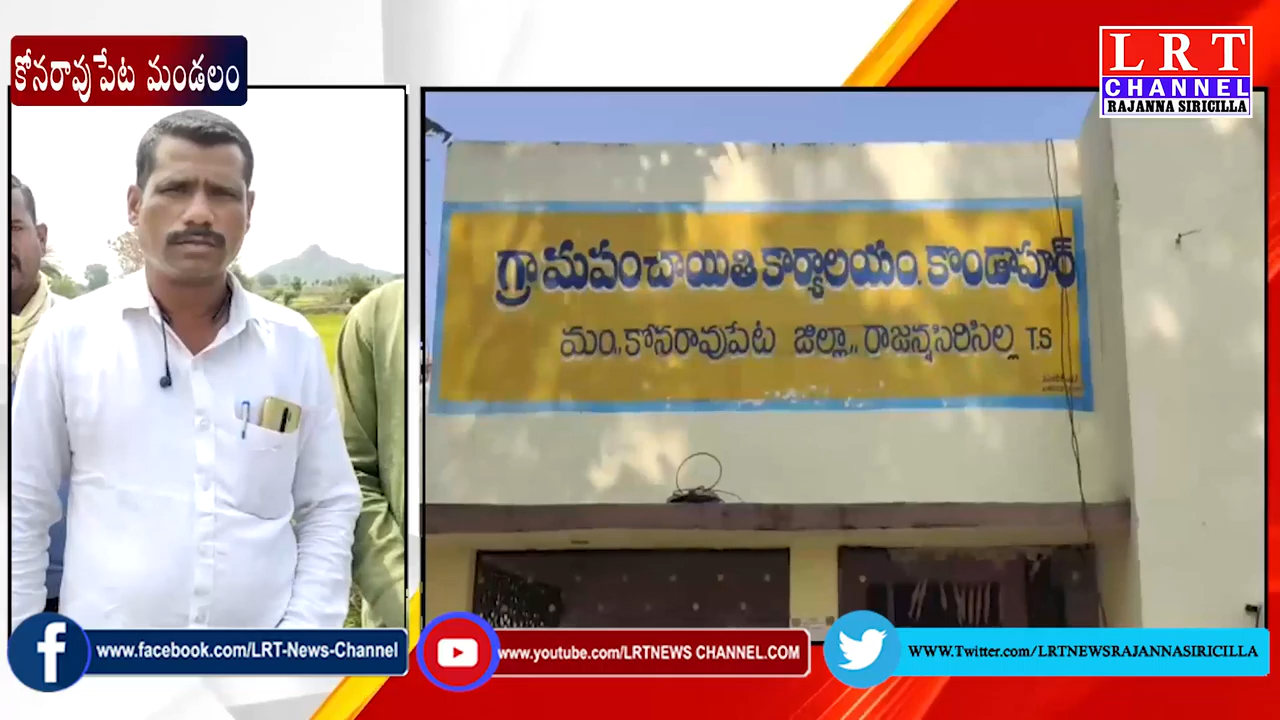 కోనరావుపేట మండలం
LRT
CHANNEL
RAJANNA SIRICILLA
గ్రామపంచాయితి కార్యాలయం. కొండాపూర్
మం,, కోనరావుపేట జిల్లా,, రాజన్నసిరిసిల్ల T.S
www.facebook.com/LRT-News-Channel
www.youtube.com/LRTNEWS CHANNEL.COM
WWW.Twitter.com/LRTNEWSRAJANNASIRICILLA